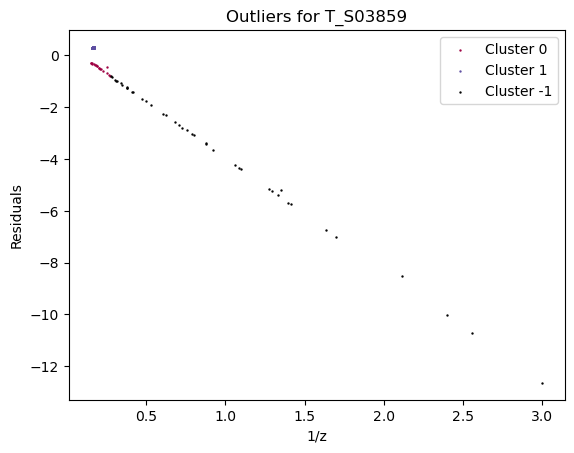 Outliers for T_S03859
Cluster 0
Cluster 1
Cluster -1
Residuals
0
−2
−4
−6
−8
−10
−12
0.5 1.0 1.5 2.0 2.5 3.0
1/z